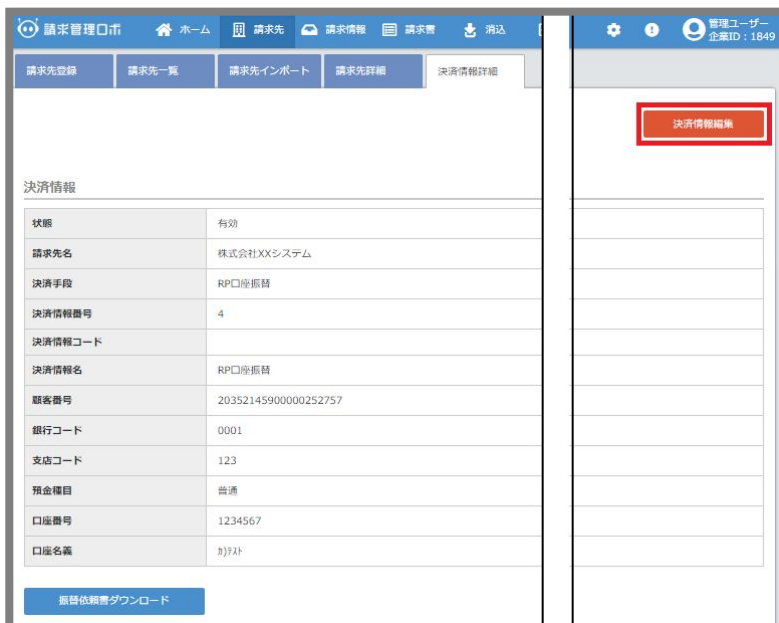 請求管理ロボ ホーム 請求先 請求情報 請求書 消込 管理ユーザー
企業ID : 1849
請求先登録 請求先一覧 請求先インポート 請求先詳細 決済情報詳細
決済情報編集
決済情報
状態 有効
請求先名 株式会社XXシステム
決済手段 RP口座振替
決済情報番号 4
決済情報コード
決済情報名 RP口座振替
顧客番号 20352145900000252757
銀行コード 0001
支店コード 123
預金種目 普通
口座番号 1234567
口座名義 ｶ)ﾃｽﾄ
振替依頼書ダウンロード